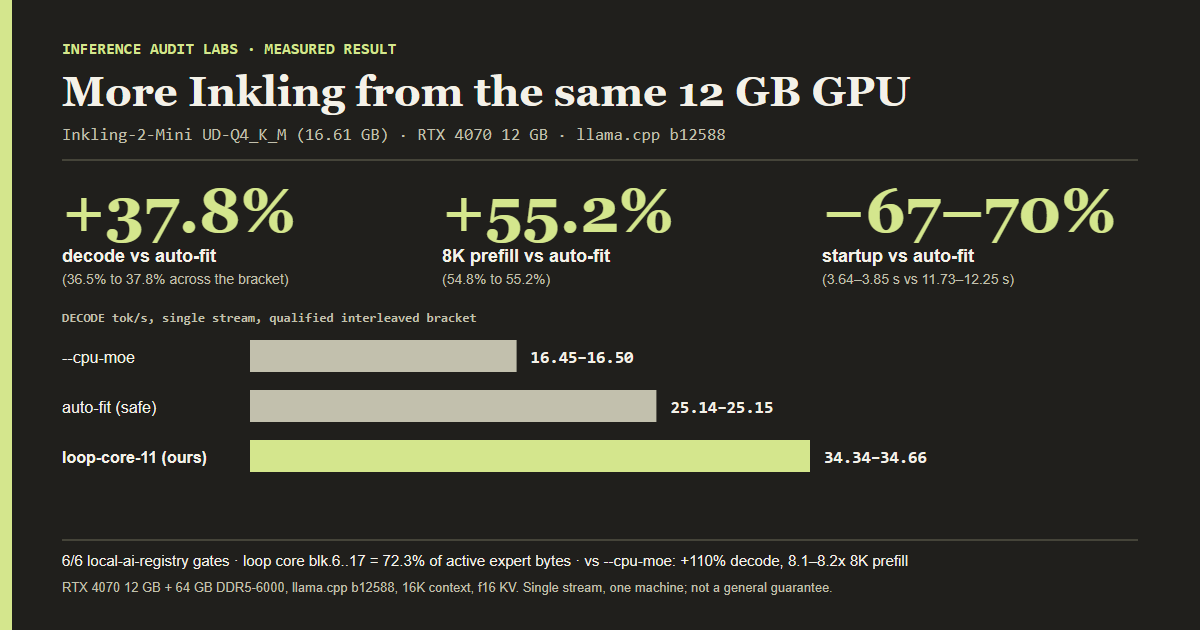 INFERENCE AUDIT LABS · MEASURED RESULT
More Inkling from the same 12 GB GPU
Inkling-2-Mini UD-Q4_K_M (16.61 GB) · RTX 4070 12 GB · llama.cpp b12588
+37.8% +55.2% −67–70%
decode vs auto-fit 8K prefill vs auto-fit startup vs auto-fit
(36.5% to 37.8% across the bracket) (54.8% to 55.2%) (3.64–3.85 s vs 11.73–12.25 s)
DECODE tok/s, single stream, qualified interleaved bracket
--cpu-moe 16.45–16.50
auto-fit (safe) 25.14–25.15
loop-core-11 (ours) 34.34–34.66
6/6 local-ai-registry gates · loop core blk.6..17 = 72.3% of active expert bytes · vs --cpu-moe: +110% decode, 8.1–8.2x 8K prefill
RTX 4070 12 GB + 64 GB DDR5-6000, llama.cpp b12588, 16K context, f16 KV. Single stream, one machine; not a general guarantee.